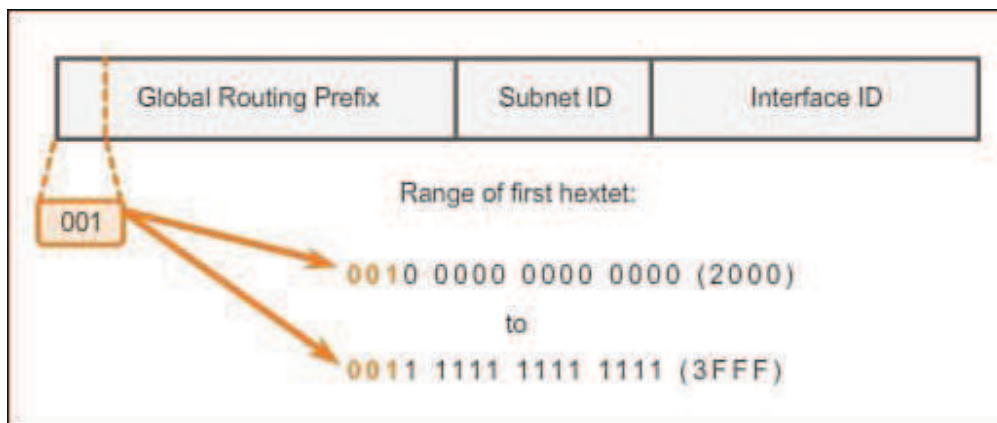 Global Routing Prefix Subnet ID Interface ID
Range of first hextet:
001
0010 0000 0000 0000 (2000)
to
0011 1111 1111 1111 (3FFF)